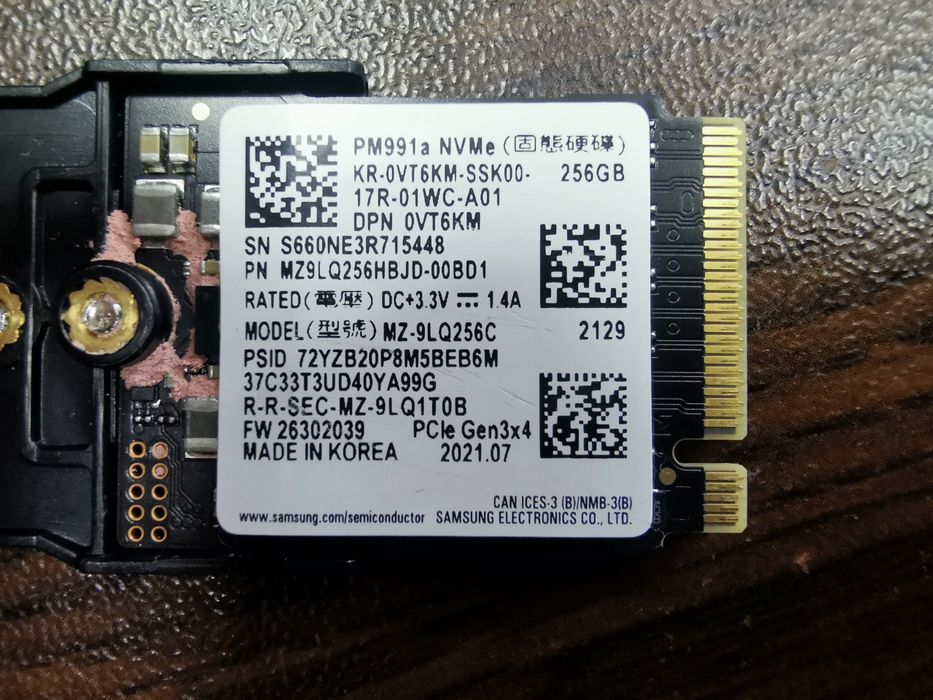 PM991a NVMe (固態硬碟)
KR-0VT6KM-SSK00- 256GB
17R-01WC-A01
DPN 0VT6KM
SN S660NE3R715448
PN MZ9LQ256HBJD-00BD1
RATED(電壓) DC+3.3V ⎓ 1.4A
MODEL(型號) MZ-9LQ256C 2129
PSID 72YZB20P8M5BEB6M
37C33T3UD40YA99G
R-R-SEC-MZ-9LQ1T0B
FW 26302039 PCIe Gen3x4
MADE IN KOREA 2021.07
CAN ICES-3 (B)/NMB-3(B)
www.samsung.com/semiconductor SAMSUNG ELECTRONICS CO., LTD.